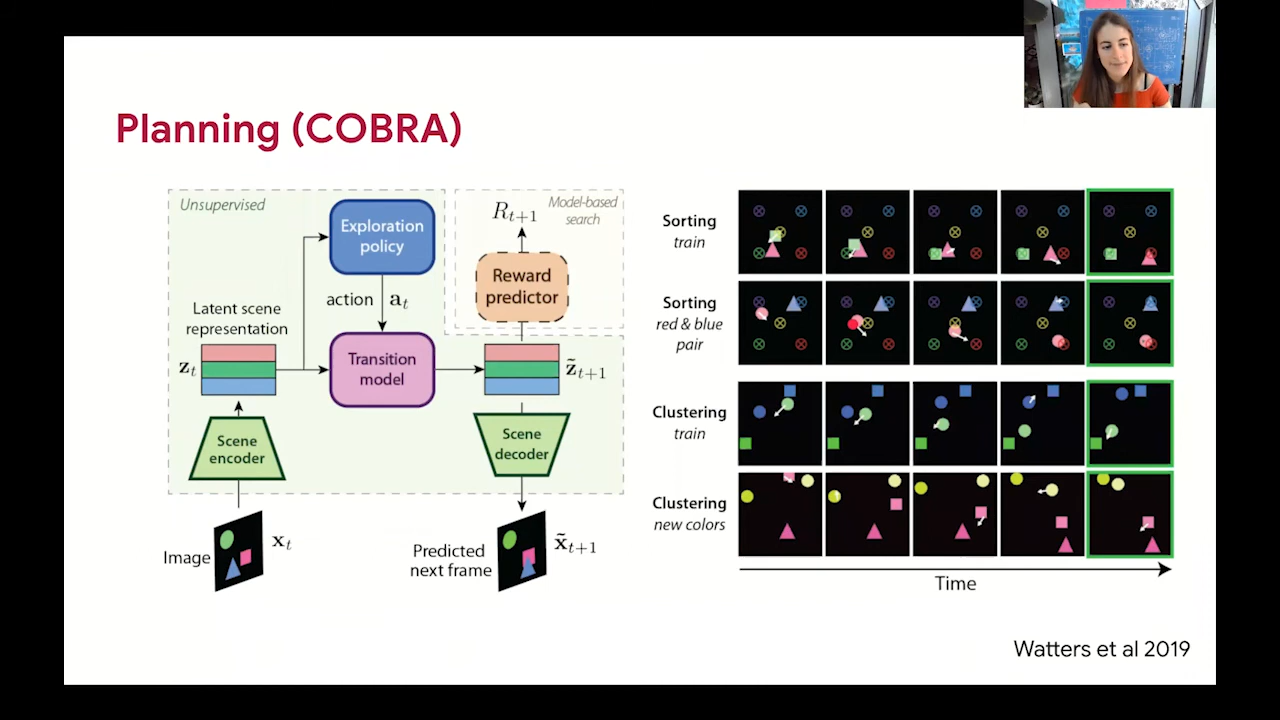 Planning (COBRA)
Unsupervised
Exploration
policy
Model-based
search
R_{t+1}
Reward
predictor
action a_t
Latent scene
representation
z_t
Transition
model
z̃_{t+1}
Scene
encoder
Scene
decoder
Image
x_t
Predicted
next frame
x̃_{t+1}
Sorting
train
Sorting
red & blue
pair
Clustering
train
Clustering
new colors
Time
Watters et al 2019